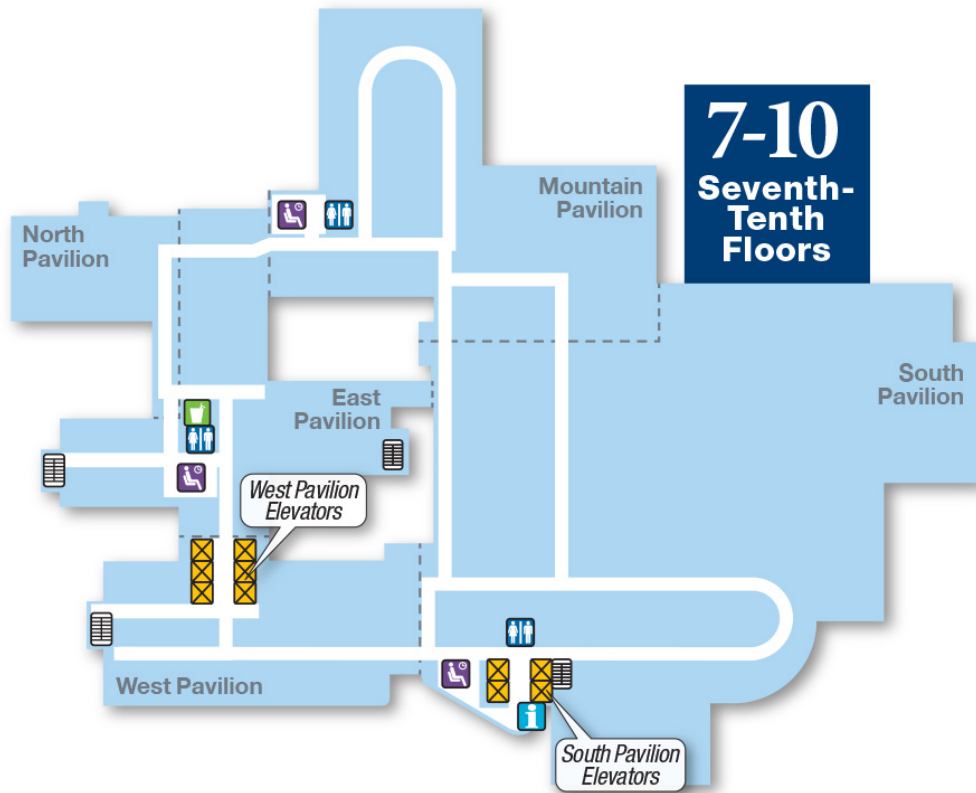 7-10
Seventh-
Tenth
Floors
Mountain
Pavilion
North
Pavilion
South
Pavilion
East
Pavilion
West Pavilion
Elevators
West Pavilion
South Pavilion
Elevators
i